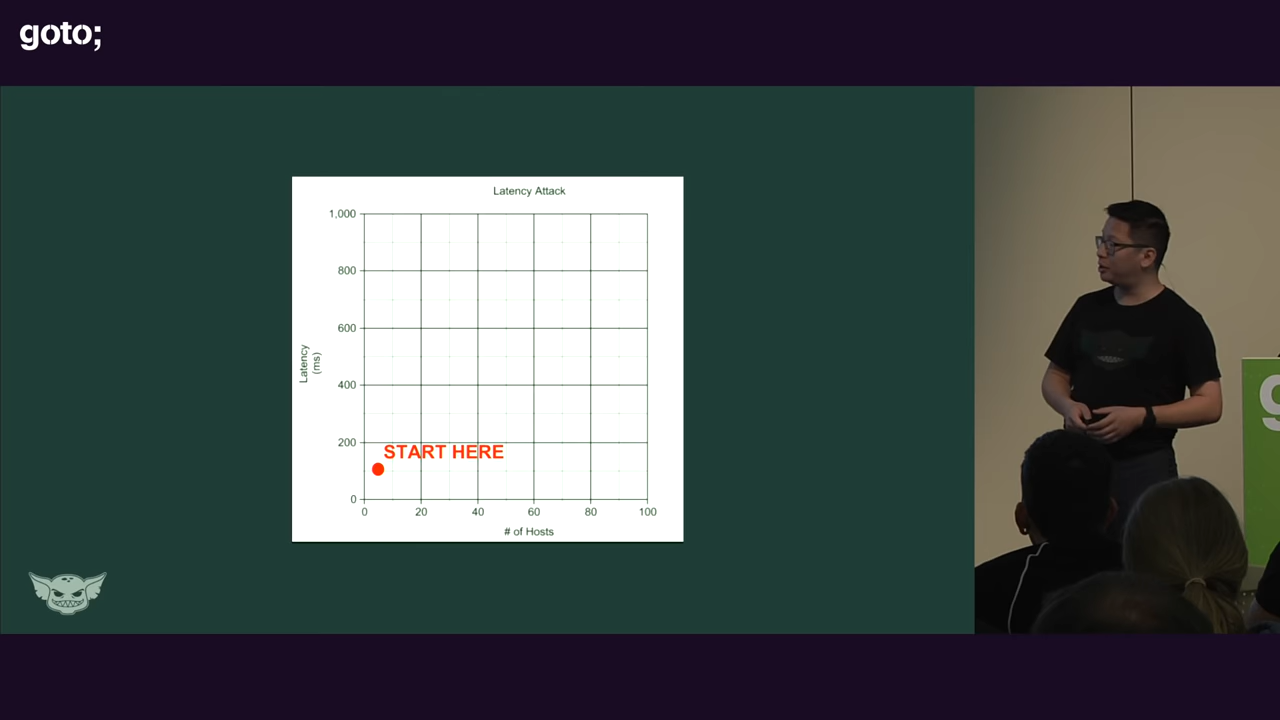 goto;
Latency Attack
1,000
800
600
400
200
0
Latency
(ms)
START HERE
0 20 40 60 80 100
# of Hosts
g